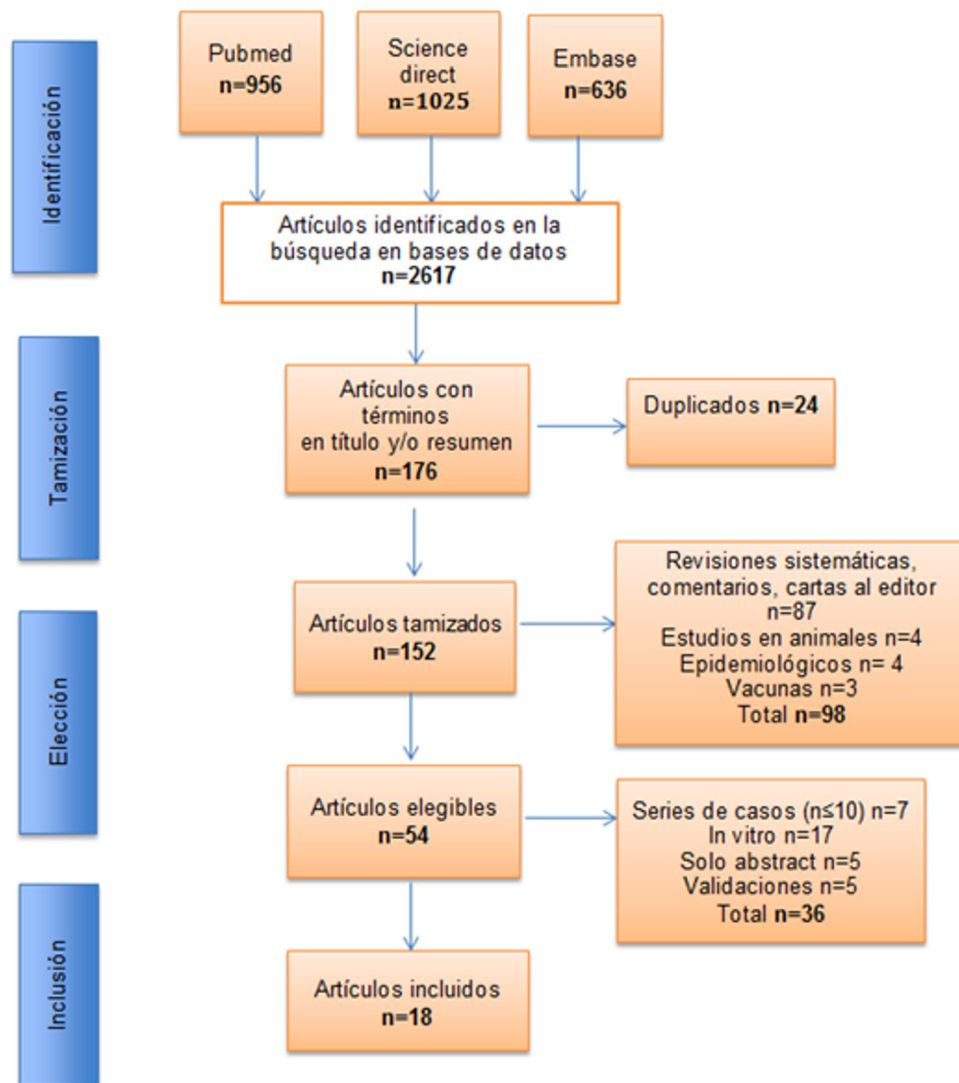 Identificación
Pubmed
n=956
Science
direct
n=1025
Embase
n=636
Artículos identificados en la
búsqueda en bases de datos
n=2617
Tamización
Artículos con
términos
en título y/o resumen
n=176
Duplicados n=24
Artículos tamizados
n=152
Revisiones sistemáticas,
comentarios, cartas al editor
n=87
Estudios en animales n=4
Epidemiológicos n= 4
Vacunas n=3
Total n=98
Elección
Artículos elegibles
n=54
Series de casos (n≤10) n=7
In vitro n=17
Solo abstract n=5
Validaciones n=5
Total n=36
Inclusión
Artículos incluidos
n=18